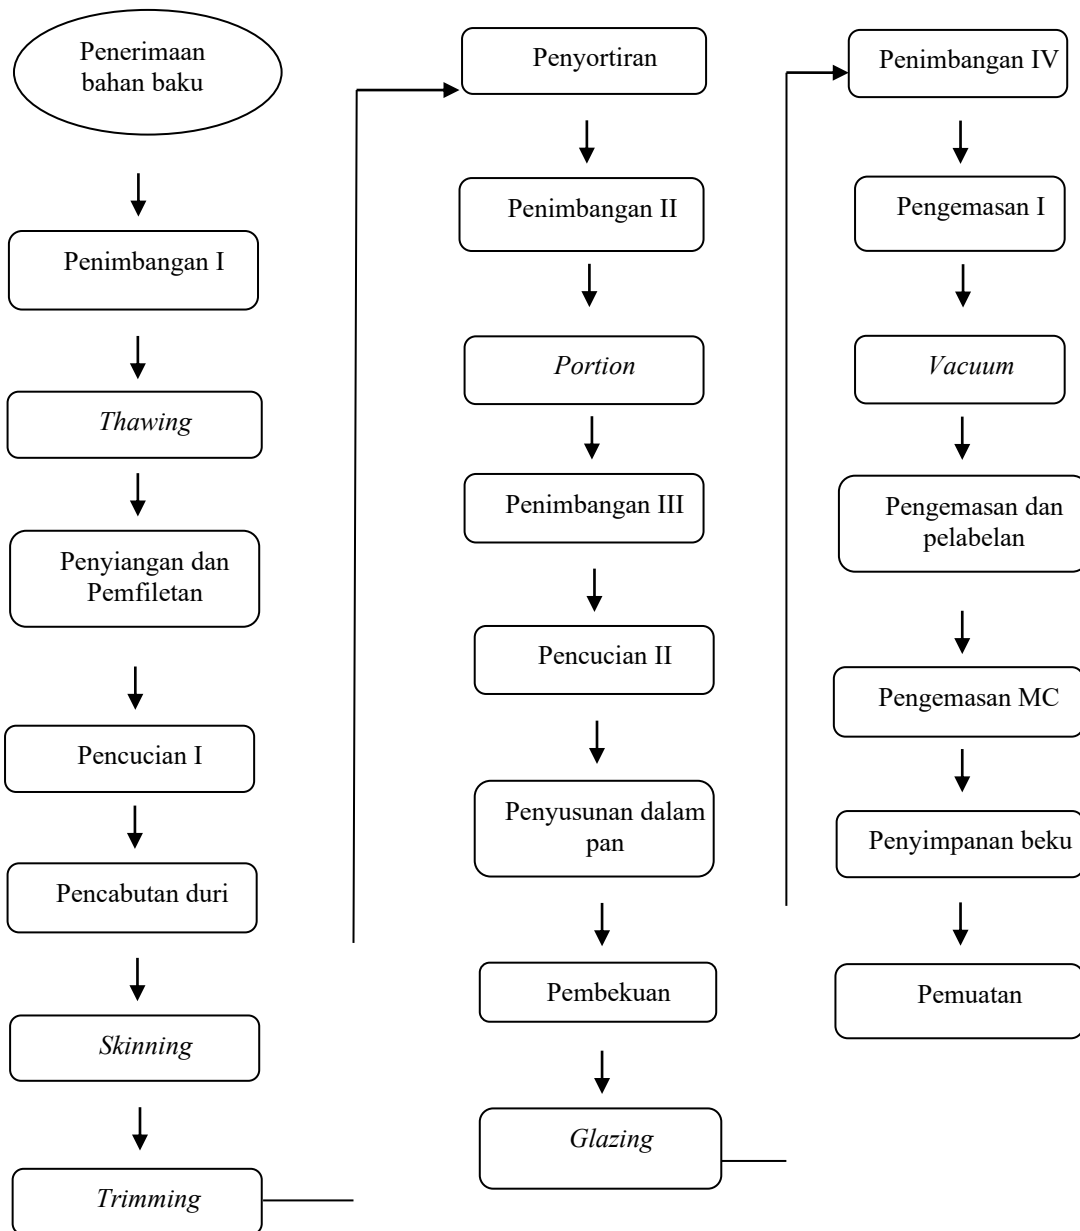 Penerimaan
bahan baku
Penimbangan I
Thawing
Penyiangan dan
Pemfiletan
Pencucian I
Pencabutan duri
Skinning
Trimming
Penyortiran
Penimbangan II
Portion
Penimbangan III
Pencucian II
Penyusunan dalam
pan
Pembekuan
Glazing
Penimbangan IV
Pengemasan I
Vacuum
Pengemasan dan
pelabelan
Pengemasan MC
Penyimpanan beku
Pemuatan